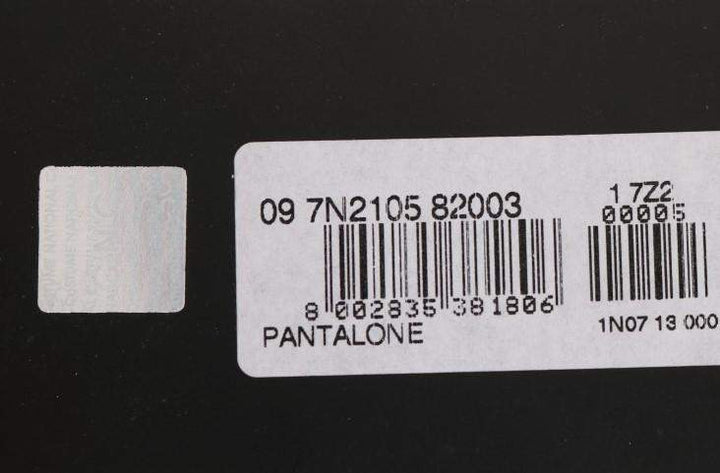 09 7N2105 82003
1 7Z2
00005
8 002835 381806
PANTALONE
1N07 13 000